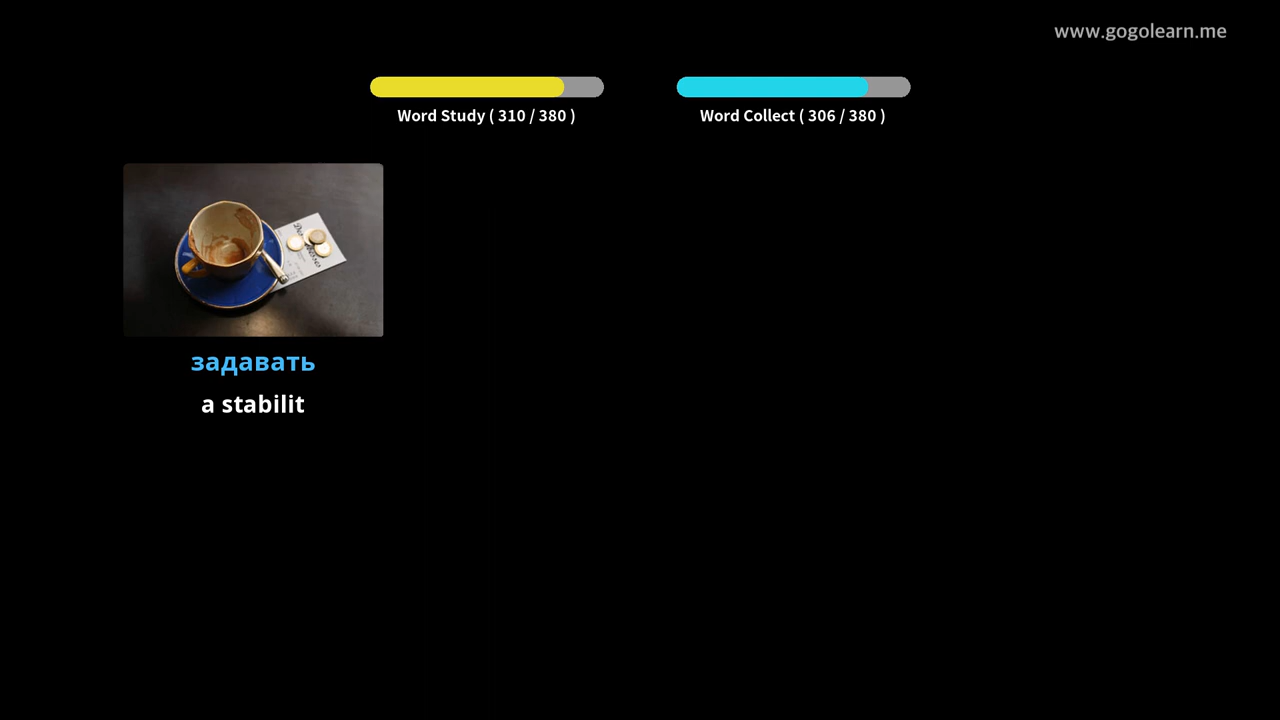 www.gogolearn.me
Word Study ( 310 / 380 )
Word Collect ( 306 / 380 )
задавать
a stabilit